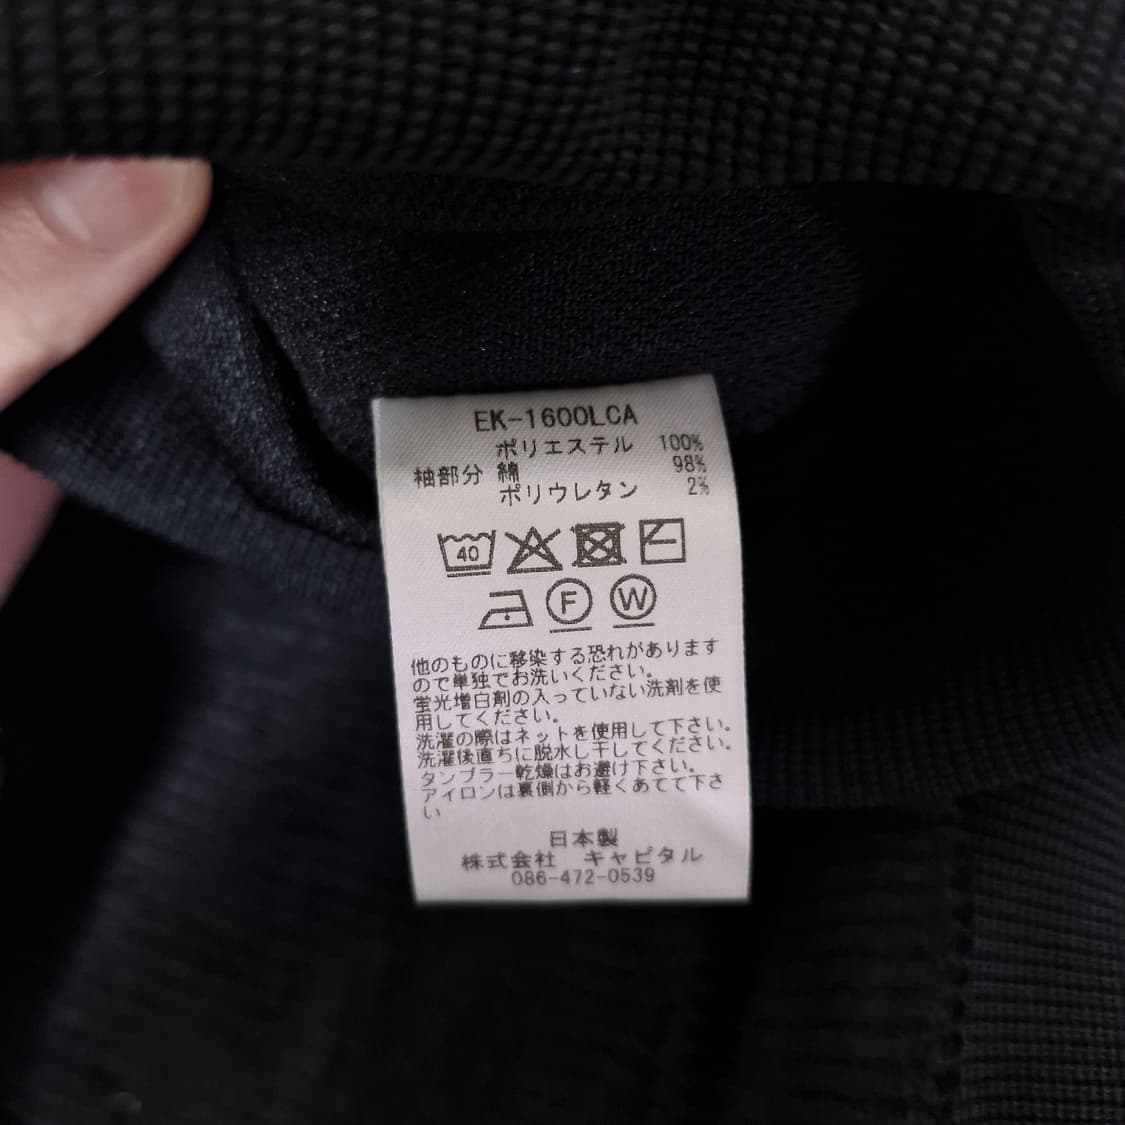 EK-1600LCA
ポリエステル 100%
袖部分 綿 98%
ポリウレタン 2%
40
F W
他のものに移染する恐れがあります
ので単独でお洗いください。
蛍光増白剤の入っていない洗剤を使
用してください。
洗濯の際はネットを使用して下さい。
洗濯後直ちに脱水し干してください。
タンブラー乾燥はお避け下さい。
アイロンは裏側から軽くあてて下さ
い
日本製
株式会社 キャピタル
086-472-0539